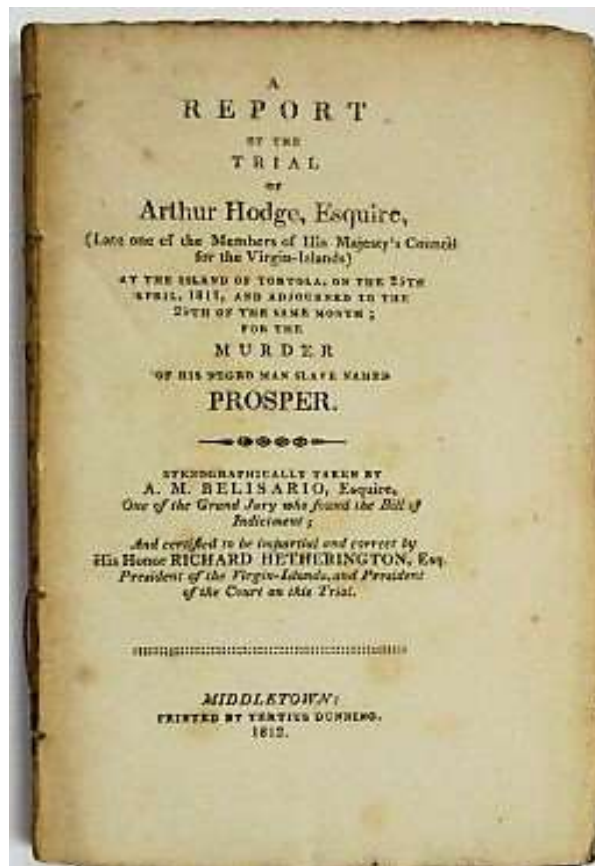 A
REPORT
OF THE
TRIAL
OF
Arthur Hodge, Esquire,
(Late one of the Members of His Majesty's Council
for the Virgin-Islands)
AT THE ISLAND OF TORTOLA, ON THE 25TH
APRIL, 1811, AND ADJOURNED TO THE
29TH OF THE SAME MONTH;
FOR THE
MURDER
OF HIS NEGRO MAN SLAVE NAMED
PROSPER.
STENOGRAPHICALLY TAKEN BY
A. M. BELISARIO, Esquire,
One of the Grand Jury who found the Bill of
Indictment;
And certified to be impartial and correct by
His Honor RICHARD HETHERINGTON, Esq.
President of the Virgin-Islands, and President
of the Court on this Trial.
MIDDLETOWN:
PRINTED BY TERTIUS DUNNING.
1812.